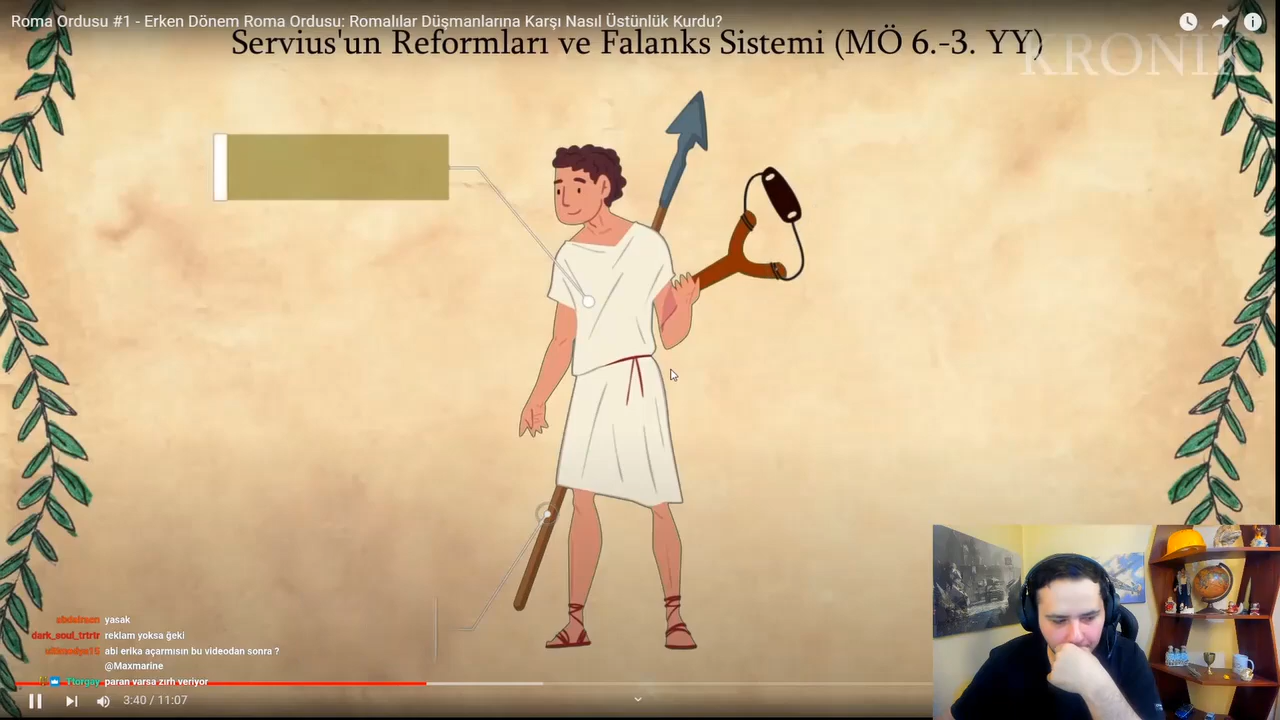 Roma Ordusu #1 - Erken Dönem Roma Ordusu: Romalılar Düşmanlarına Karşı Nasıl Üstünlük Kurdu?
Servius'un Reformları ve Falanks Sistemi (MÖ 6.-3. YY)
KRONIK
yasak
dark_soul_trtrtr reklam yoksa ğeki
abi erika açarmısın bu videodan sonra ?
@Maxmarine
Horgay paran varsa zırh veriyor
3:40 / 11:07